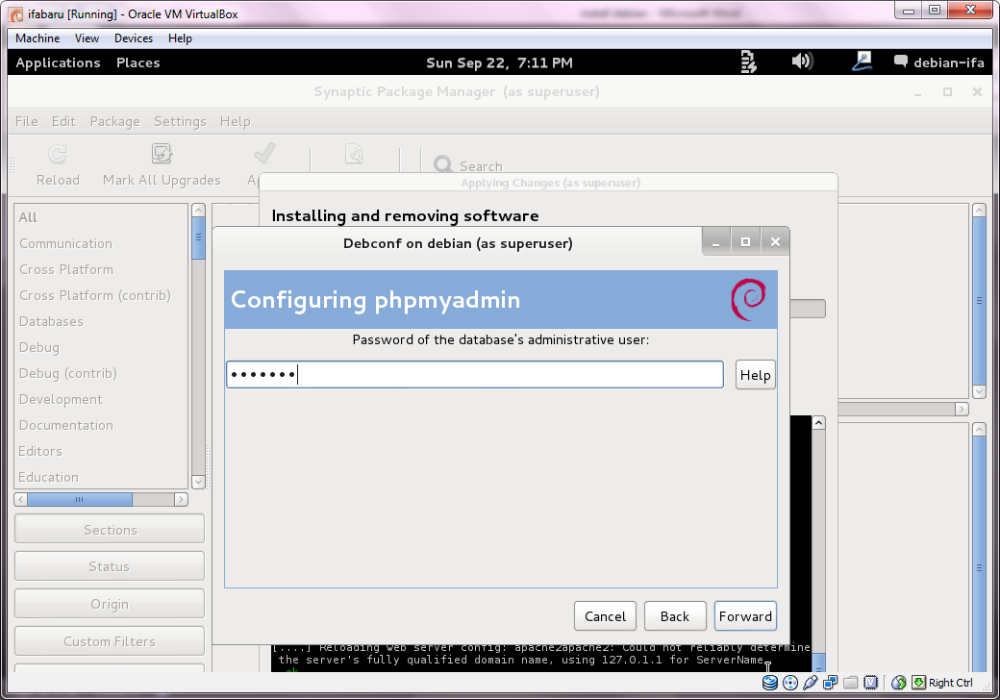 ifabaru [Running] - Oracle VM VirtualBox
install debian - Microsoft Word
Machine View Devices Help
Applications Places Sun Sep 22, 7:11 PM debian-ifa
Synaptic Package Manager (as superuser)
File Edit Package Settings Help
Reload Mark All Upgrades Search
Applying Changes (as superuser)
All
Communication
Cross Platform
Cross Platform (contrib)
Databases
Debug
Debug (contrib)
Development
Documentation
Editors
Education
Sections
Status
Origin
Custom Filters
Installing and removing software
Debconf on debian (as superuser)
Configuring phpmyadmin
Password of the database's administrative user:
•••••••
Help
Cancel Back Forward
[....] Reloading web server config: apache2apache2: Could not reliably determine
the server's fully qualified domain name, using 127.0.1.1 for ServerName
Right Ctrl